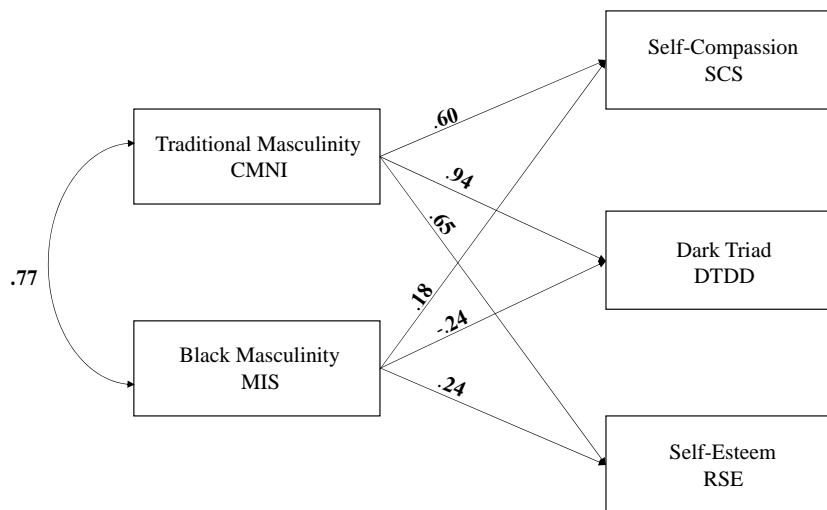 Self-Compassion
SCS
.60
Traditional Masculinity
CMNI
.94
.65
.77
Dark Triad
DTDD
.18
-.24
Black Masculinity
MIS
.24
Self-Esteem
RSE